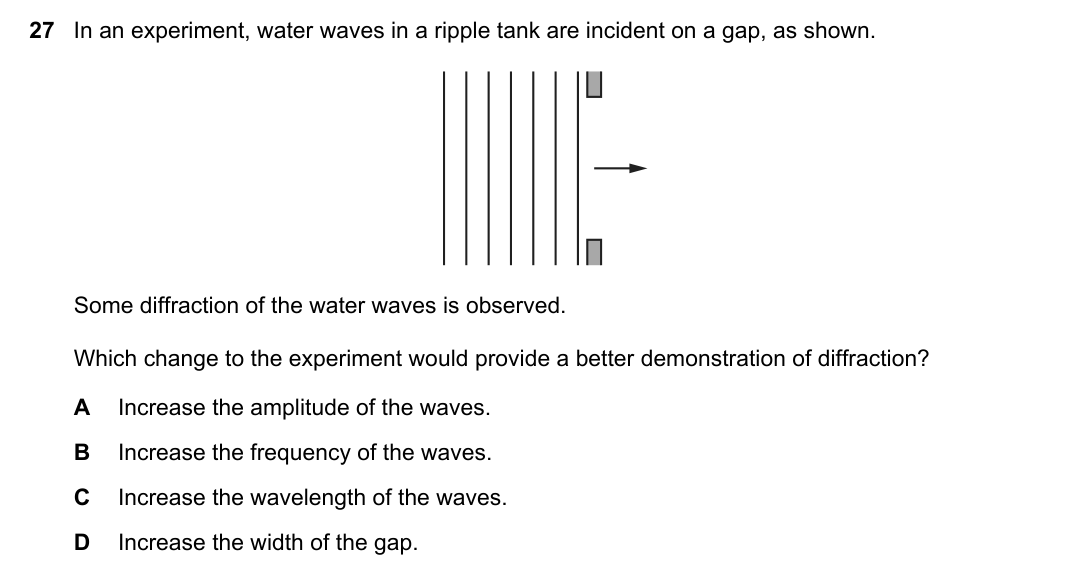 27 In an experiment, water waves in a ripple tank are incident on a gap, as shown.
Some diffraction of the water waves is observed.
Which change to the experiment would provide a better demonstration of diffraction?
A Increase the amplitude of the waves.
B Increase the frequency of the waves.
C Increase the wavelength of the waves.
D Increase the width of the gap.